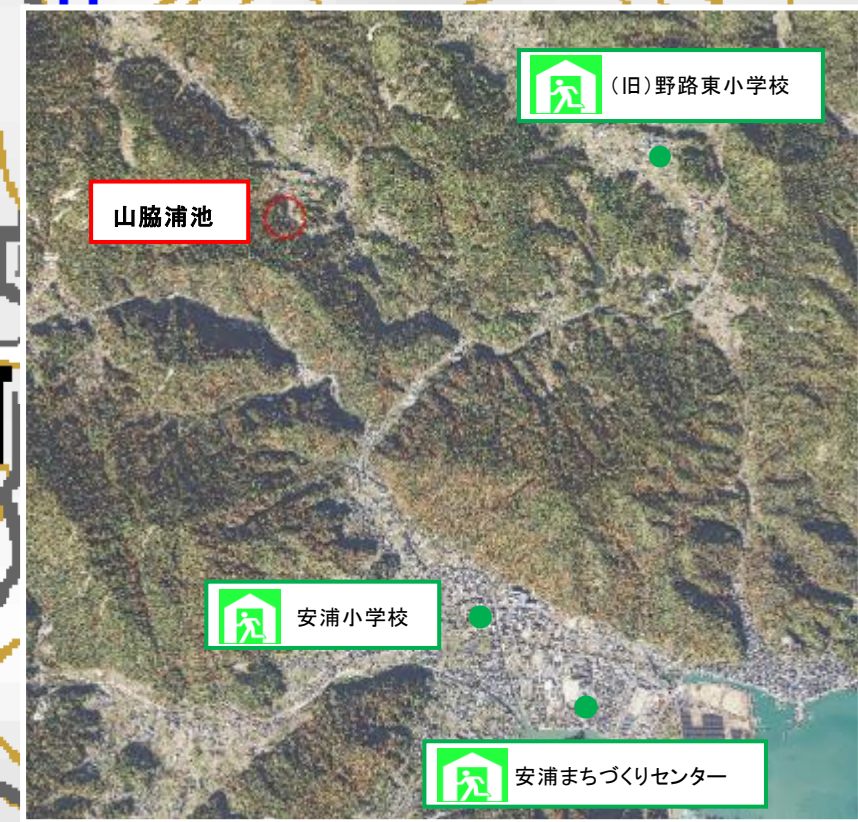 (旧)野路東小学校
山脇浦池
安浦小学校
安浦まちづくりセンター